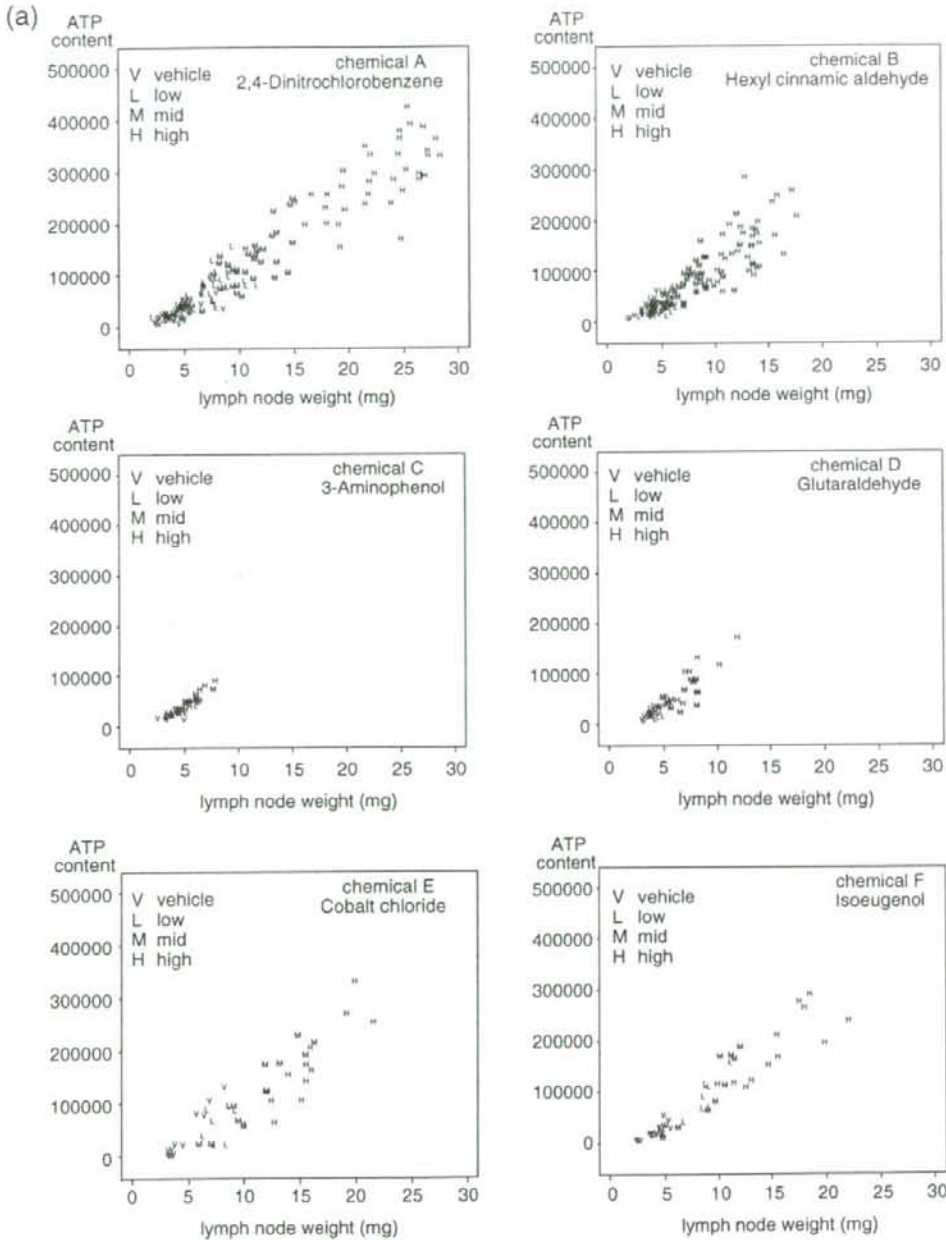 (a)
ATP
content
chemical A
2,4-Dinitrochlorobenzene
V vehicle
L low
M mid
H high
500000
400000
300000
200000
100000
0
0 5 10 15 20 25 30
lymph node weight (mg)
ATP
content
chemical B
Hexyl cinnamic aldehyde
V vehicle
L low
M mid
H high
500000
400000
300000
200000
100000
0
0 5 10 15 20 25 30
lymph node weight (mg)
ATP
content
chemical C
3-Aminophenol
V vehicle
L low
M mid
H high
500000
400000
300000
200000
100000
0
0 5 10 15 20 25 30
lymph node weight (mg)
ATP
content
chemical D
Glutaraldehyde
V vehicle
L low
M mid
H high
500000
400000
300000
200000
100000
0
0 5 10 15 20 25 30
lymph node weight (mg)
ATP
content
chemical E
Cobalt chloride
V vehicle
L low
M mid
H high
500000
400000
300000
200000
100000
0
0 5 10 15 20 25 30
lymph node weight (mg)
ATP
content
chemical F
Isoeugenol
V vehicle
L low
M mid
H high
500000
400000
300000
200000
100000
0
0 5 10 15 20 25 30
lymph node weight (mg)